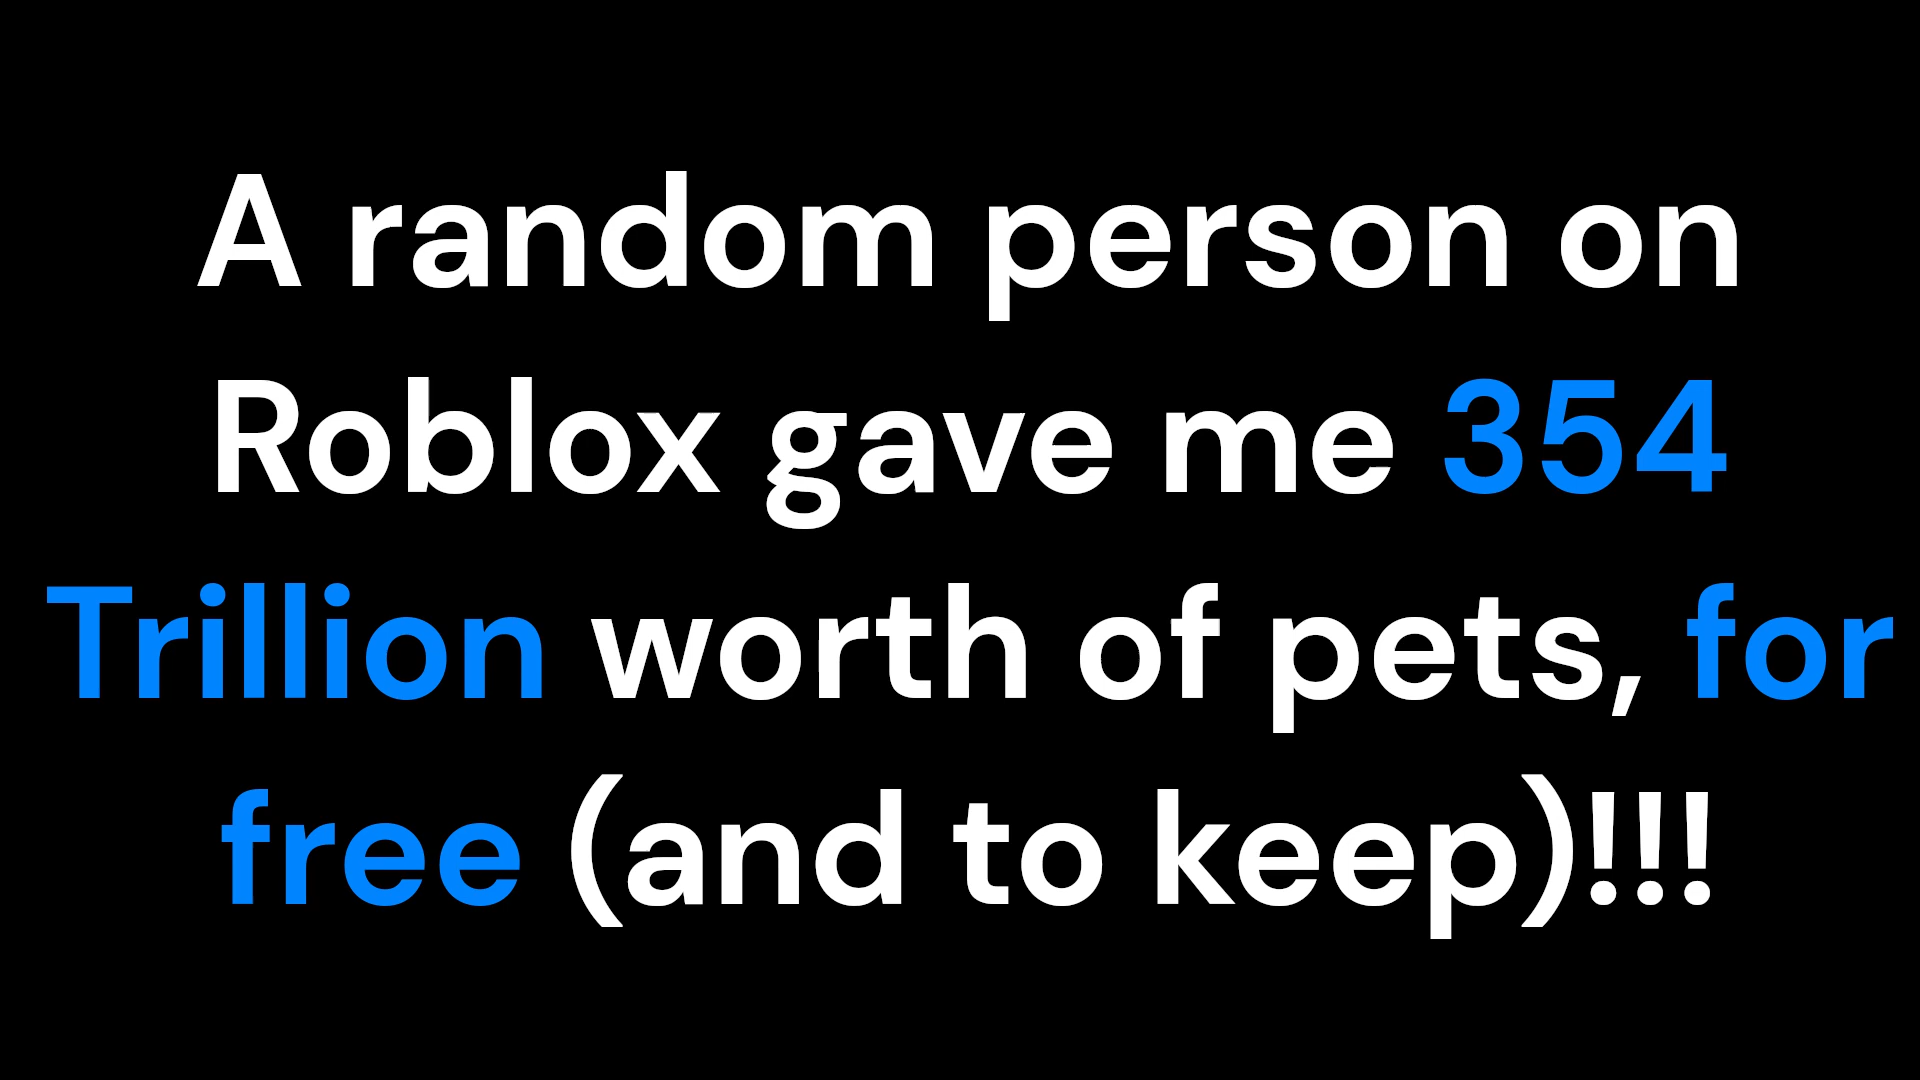 A random person on
Roblox gave me 354
Trillion worth of pets, for
free (and to keep)!!!